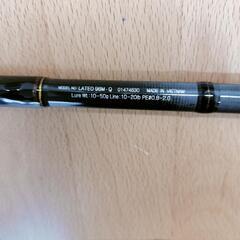 MODEL NO. LATEO 96M・Q 01474630 MADE IN VIETNAM
Lure Wt.:10-50g Line:10-20lb PE#0.8-2.0